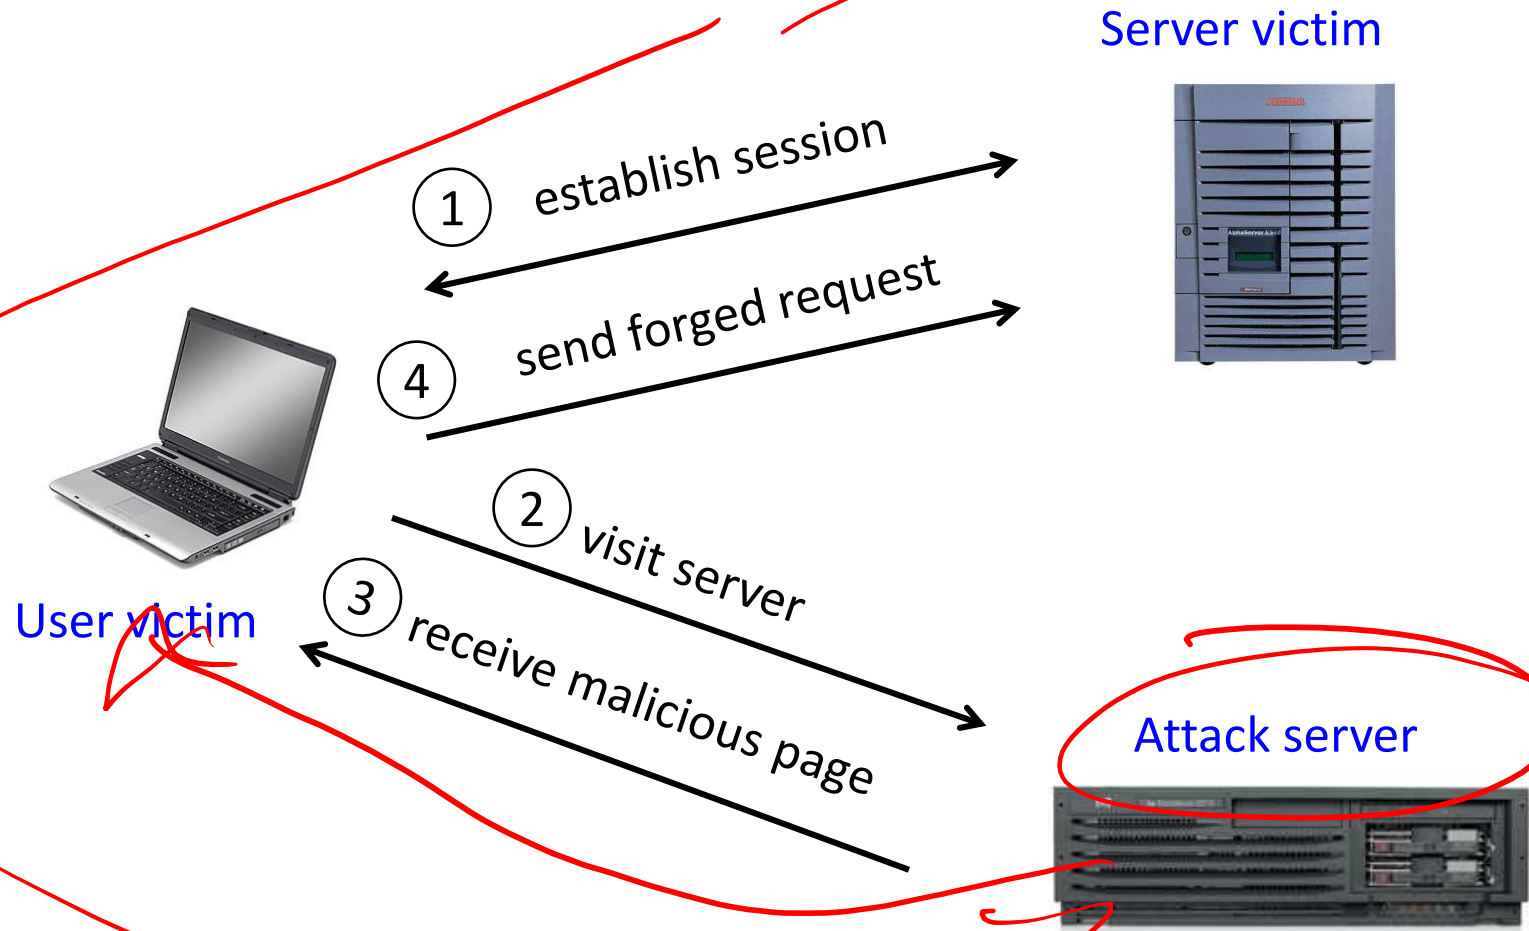 Server victim
1 establish session
4 send forged request
2 visit server
3 receive malicious page
User victim
Attack server